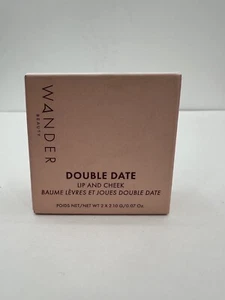 WANDER
BEAUTY
DOUBLE DATE
LIP AND CHEEK
BAUME LÈVRES ET JOUES DOUBLE DATE
POIDS NET/NET WT 2 X 2.10 G/0.07 Oz.